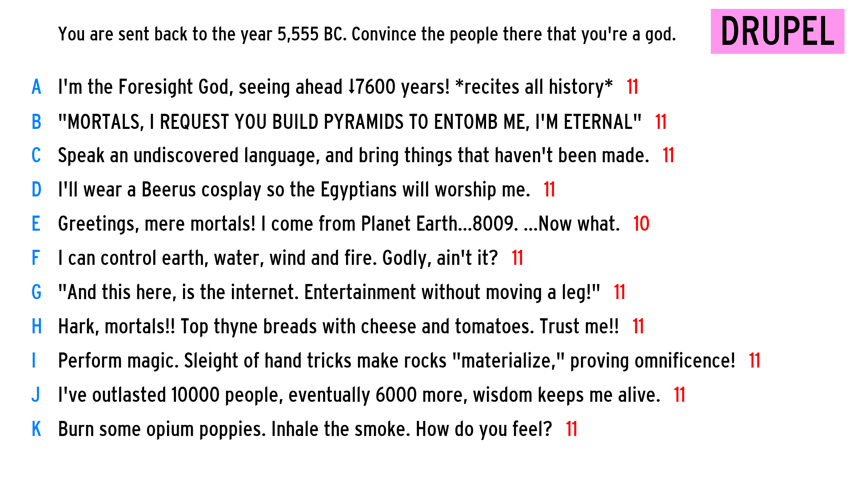 You are sent back to the year 5,555 BC. Convince the people there that you're a god.
DRUPEL
A I'm the Foresight God, seeing ahead ⭣7600 years! *recites all history* 11
B "MORTALS, I REQUEST YOU BUILD PYRAMIDS TO ENTOMB ME, I'M ETERNAL" 11
C Speak an undiscovered language, and bring things that haven't been made. 11
D I'll wear a Beerus cosplay so the Egyptians will worship me. 11
E Greetings, mere mortals! I come from Planet Earth...8009. ...Now what. 10
F I can control earth, water, wind and fire. Godly, ain't it? 11
G "And this here, is the internet. Entertainment without moving a leg!" 11
H Hark, mortals!! Top thyne breads with cheese and tomatoes. Trust me!! 11
I Perform magic. Sleight of hand tricks make rocks "materialize," proving omnificence! 11
J I've outlasted 10000 people, eventually 6000 more, wisdom keeps me alive. 11
K Burn some opium poppies. Inhale the smoke. How do you feel? 11